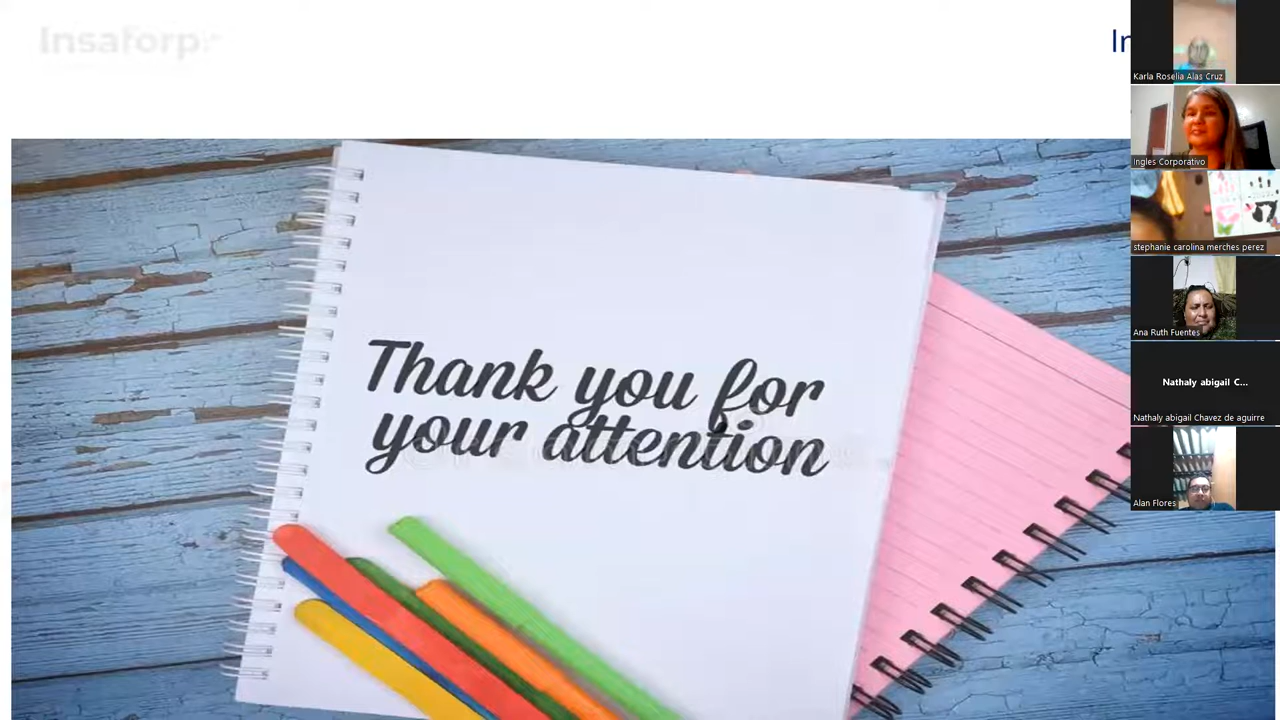 Insaforp
Thank you for
your attention
Karla Roselia Alas Cruz
Ingles Corporativo
stephanie carolina merches perez
Ana Ruth Fuentes
Nathaly abigail C...
Nathaly abigail Chavez de aguirre
Alan Flores